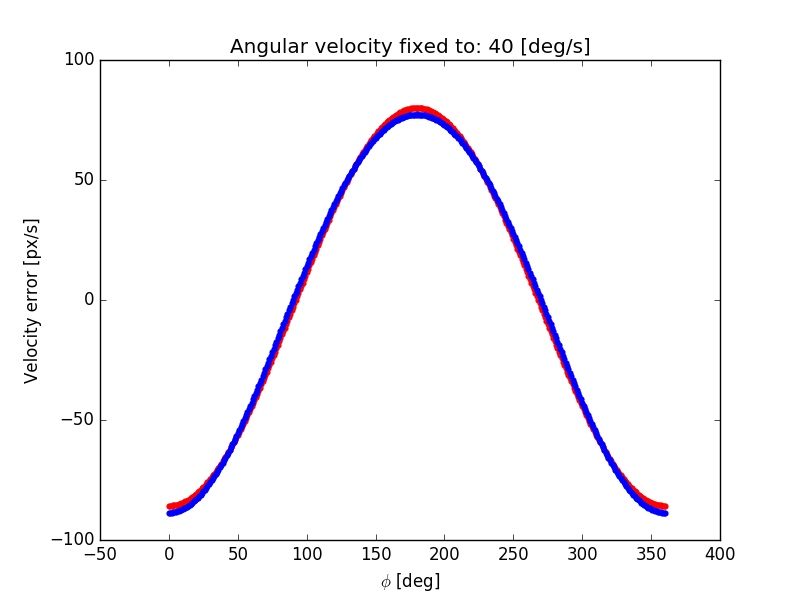 Angular velocity fixed to: 40 [deg/s]
100
50
0
−50
−100
Velocity error [px/s]
−50 0 50 100 150 200 250 300 350 400
ϕ [deg]